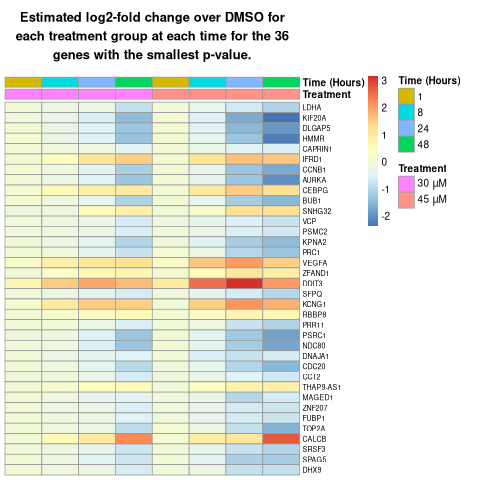 Estimated log2-fold change over DMSO for
each treatment group at each time for the 36
genes with the smallest p-value.
Time (Hours)
Treatment
LDHA
KIF20A
DLGAP5
HMMR
CAPRIN1
IFRD1
CCNB1
AURKA
CEBPG
BUB1
SNHG32
VCP
PSMC2
KPNA2
PRC1
VEGFA
ZFAND1
DDIT3
SFPQ
KCNG1
RBBP8
PRR11
PSRC1
NDC80
DNAJA1
CDC20
CCT2
THAP9-AS1
MAGED1
ZNF207
FUBP1
TOP2A
CALCB
SRSF3
SPAG5
DHX9
3
2
1
0
-1
-2
Time (Hours)
1
8
24
48
Treatment
30 µM
45 µM